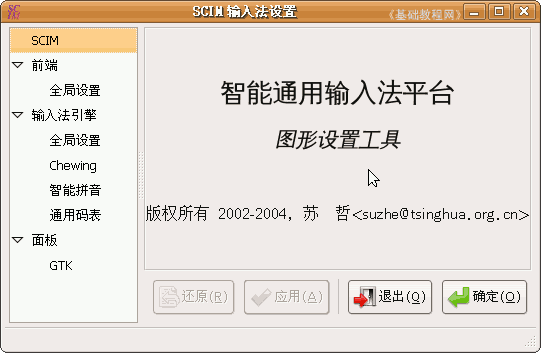 SCIM 输入法设置
《基础教程网》
SCIM
前端
全局设置
输入法引擎
全局设置
Chewing
智能拼音
通用码表
面板
GTK
智能通用输入法平台
图形设置工具
版权所有 2002-2004, 苏 哲<suzhe@tsinghua.org.cn>
还原(R)
应用(A)
退出(Q)
确定(O)